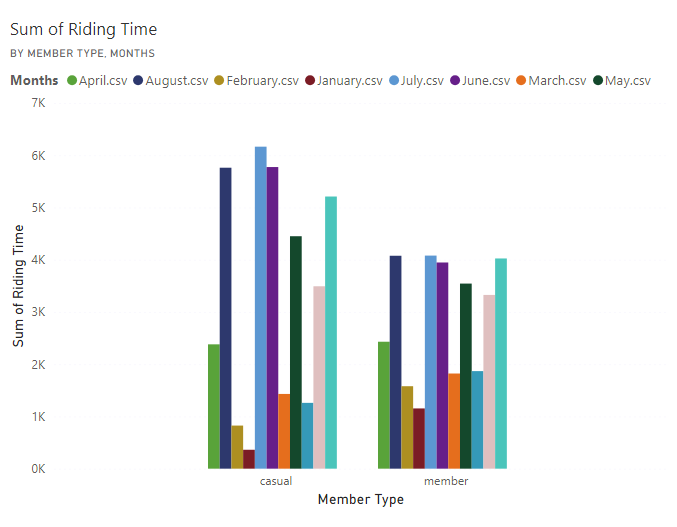 Sum of Riding Time
BY MEMBER TYPE, MONTHS
Months April.csv August.csv February.csv January.csv July.csv June.csv March.csv May.csv
7K
6K
5K
4K
3K
2K
1K
0K
Sum of Riding Time
casual member
Member Type